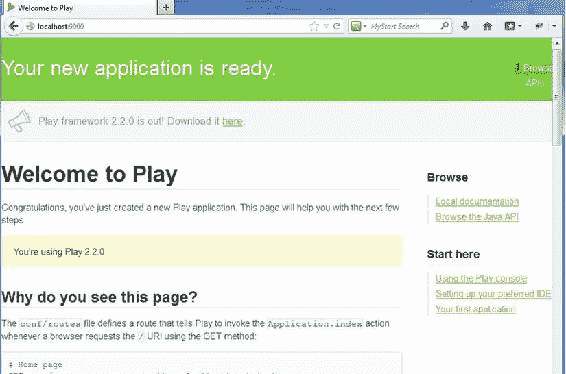 Welcome to Play
localhost:9000
MyStart Search
Your new application is ready.
Browse
API
Play framework 2.2.0 is out! Download it here.
Welcome to Play
Browse
Congratulations, you've just created a new Play application. This page will help you with the next few
steps.
Local documentation
Browse the Java API
You're using Play 2.2.0
Start here
Using the Play console
Setting up your preferred IDE
Your first application
Why do you see this page?
The conf/routes file defines a route that tells Play to invoke the Application.index action
whenever a browser requests the / URI using the GET method:
# Home page